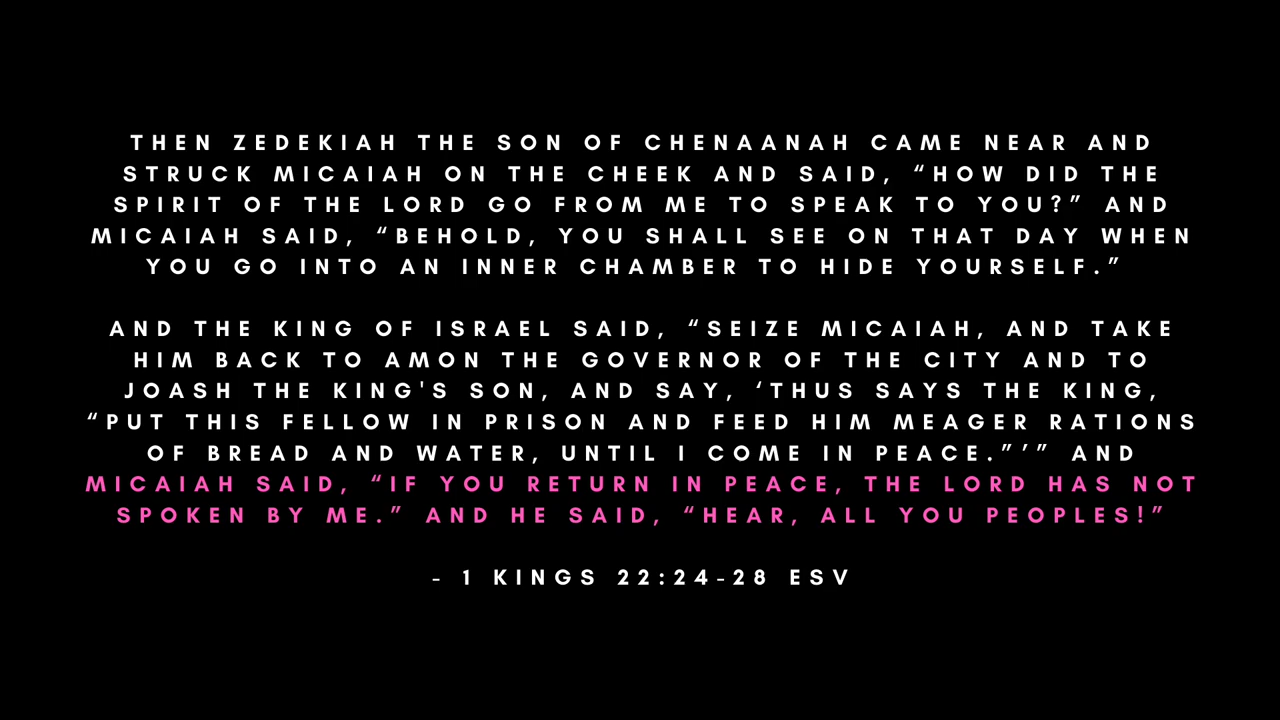 THEN ZEDEKIAH THE SON OF CHENAANAH CAME NEAR AND
STRUCK MICAIAH ON THE CHEEK AND SAID, “HOW DID THE
SPIRIT OF THE LORD GO FROM ME TO SPEAK TO YOU?” AND
MICAIAH SAID, “BEHOLD, YOU SHALL SEE ON THAT DAY WHEN
YOU GO INTO AN INNER CHAMBER TO HIDE YOURSELF.”
AND THE KING OF ISRAEL SAID, “SEIZE MICAIAH, AND TAKE
HIM BACK TO AMON THE GOVERNOR OF THE CITY AND TO
JOASH THE KING'S SON, AND SAY, ‘THUS SAYS THE KING,
“PUT THIS FELLOW IN PRISON AND FEED HIM MEAGER RATIONS
OF BREAD AND WATER, UNTIL I COME IN PEACE.”’” AND
MICAIAH SAID, “IF YOU RETURN IN PEACE, THE LORD HAS NOT
SPOKEN BY ME.” AND HE SAID, “HEAR, ALL YOU PEOPLES!”
- 1 KINGS 22:24-28 ESV